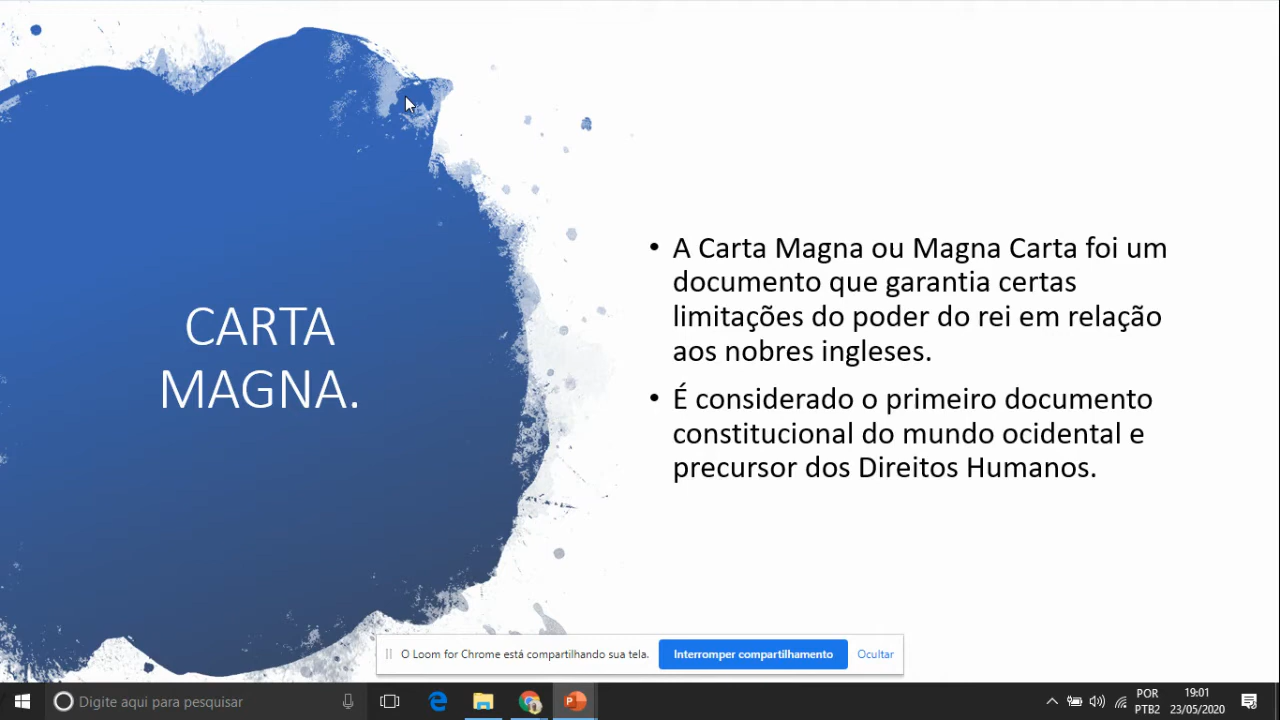 CARTA
MAGNA.
• A Carta Magna ou Magna Carta foi um
documento que garantia certas
limitações do poder do rei em relação
aos nobres ingleses.
• É considerado o primeiro documento
constitucional do mundo ocidental e
precursor dos Direitos Humanos.
O Loom for Chrome está compartilhando sua tela.
Interromper compartilhamento
Ocultar
Digite aqui para pesquisar
POR
PTB2
19:01
23/05/2020